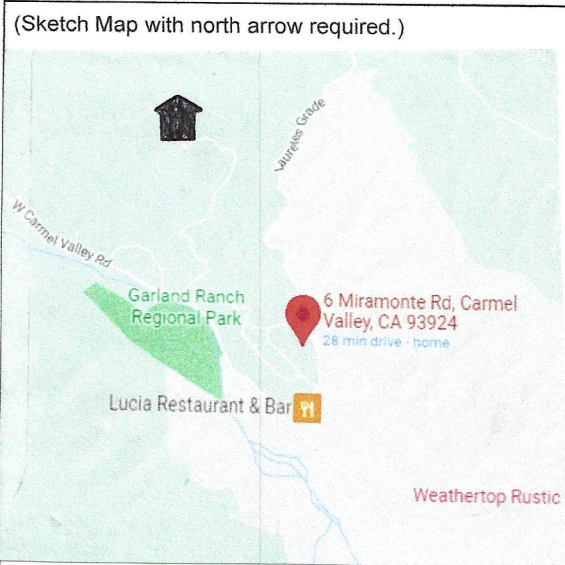 (Sketch Map with north arrow required.)
Laureles Grade
W Carmel Valley Rd
Garland Ranch
Regional Park
6 Miramonte Rd, Carmel
Valley, CA 93924
28 min drive · home
Lucia Restaurant & Bar
Weathertop Rustic